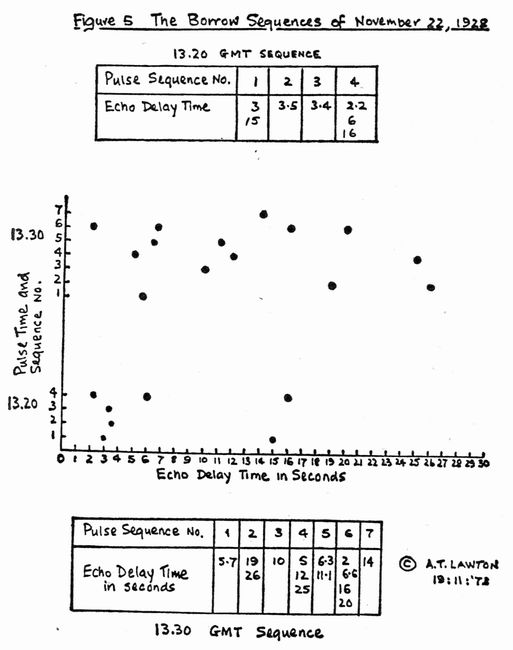 Figure 5 The Borrow Sequences of November 22, 1928
13.20 GMT SEQUENCE
Pulse Sequence No. 1 2 3 4
Echo Delay Time 3 3.5 3.4 2.2
15 6
16
7
6
13.30
5
4
3
2
1
Pulse Time and
Sequence No.
4
13.20
3
2
1
0 1 2 3 4 5 6 7 8 9 10 11 12 13 14 15 16 17 18 19 20 21 22 23 24 25 26 27 28 29 30
Echo Delay Time in Seconds
Pulse Sequence No. 1 2 3 4 5 6 7
Echo Delay Time 5.7 19 10 5 6.3 2 14
in seconds 26 12 11.1 6.6
25 16
20
© A.T. LAWTON
19:11:'78
13.30 GMT Sequence